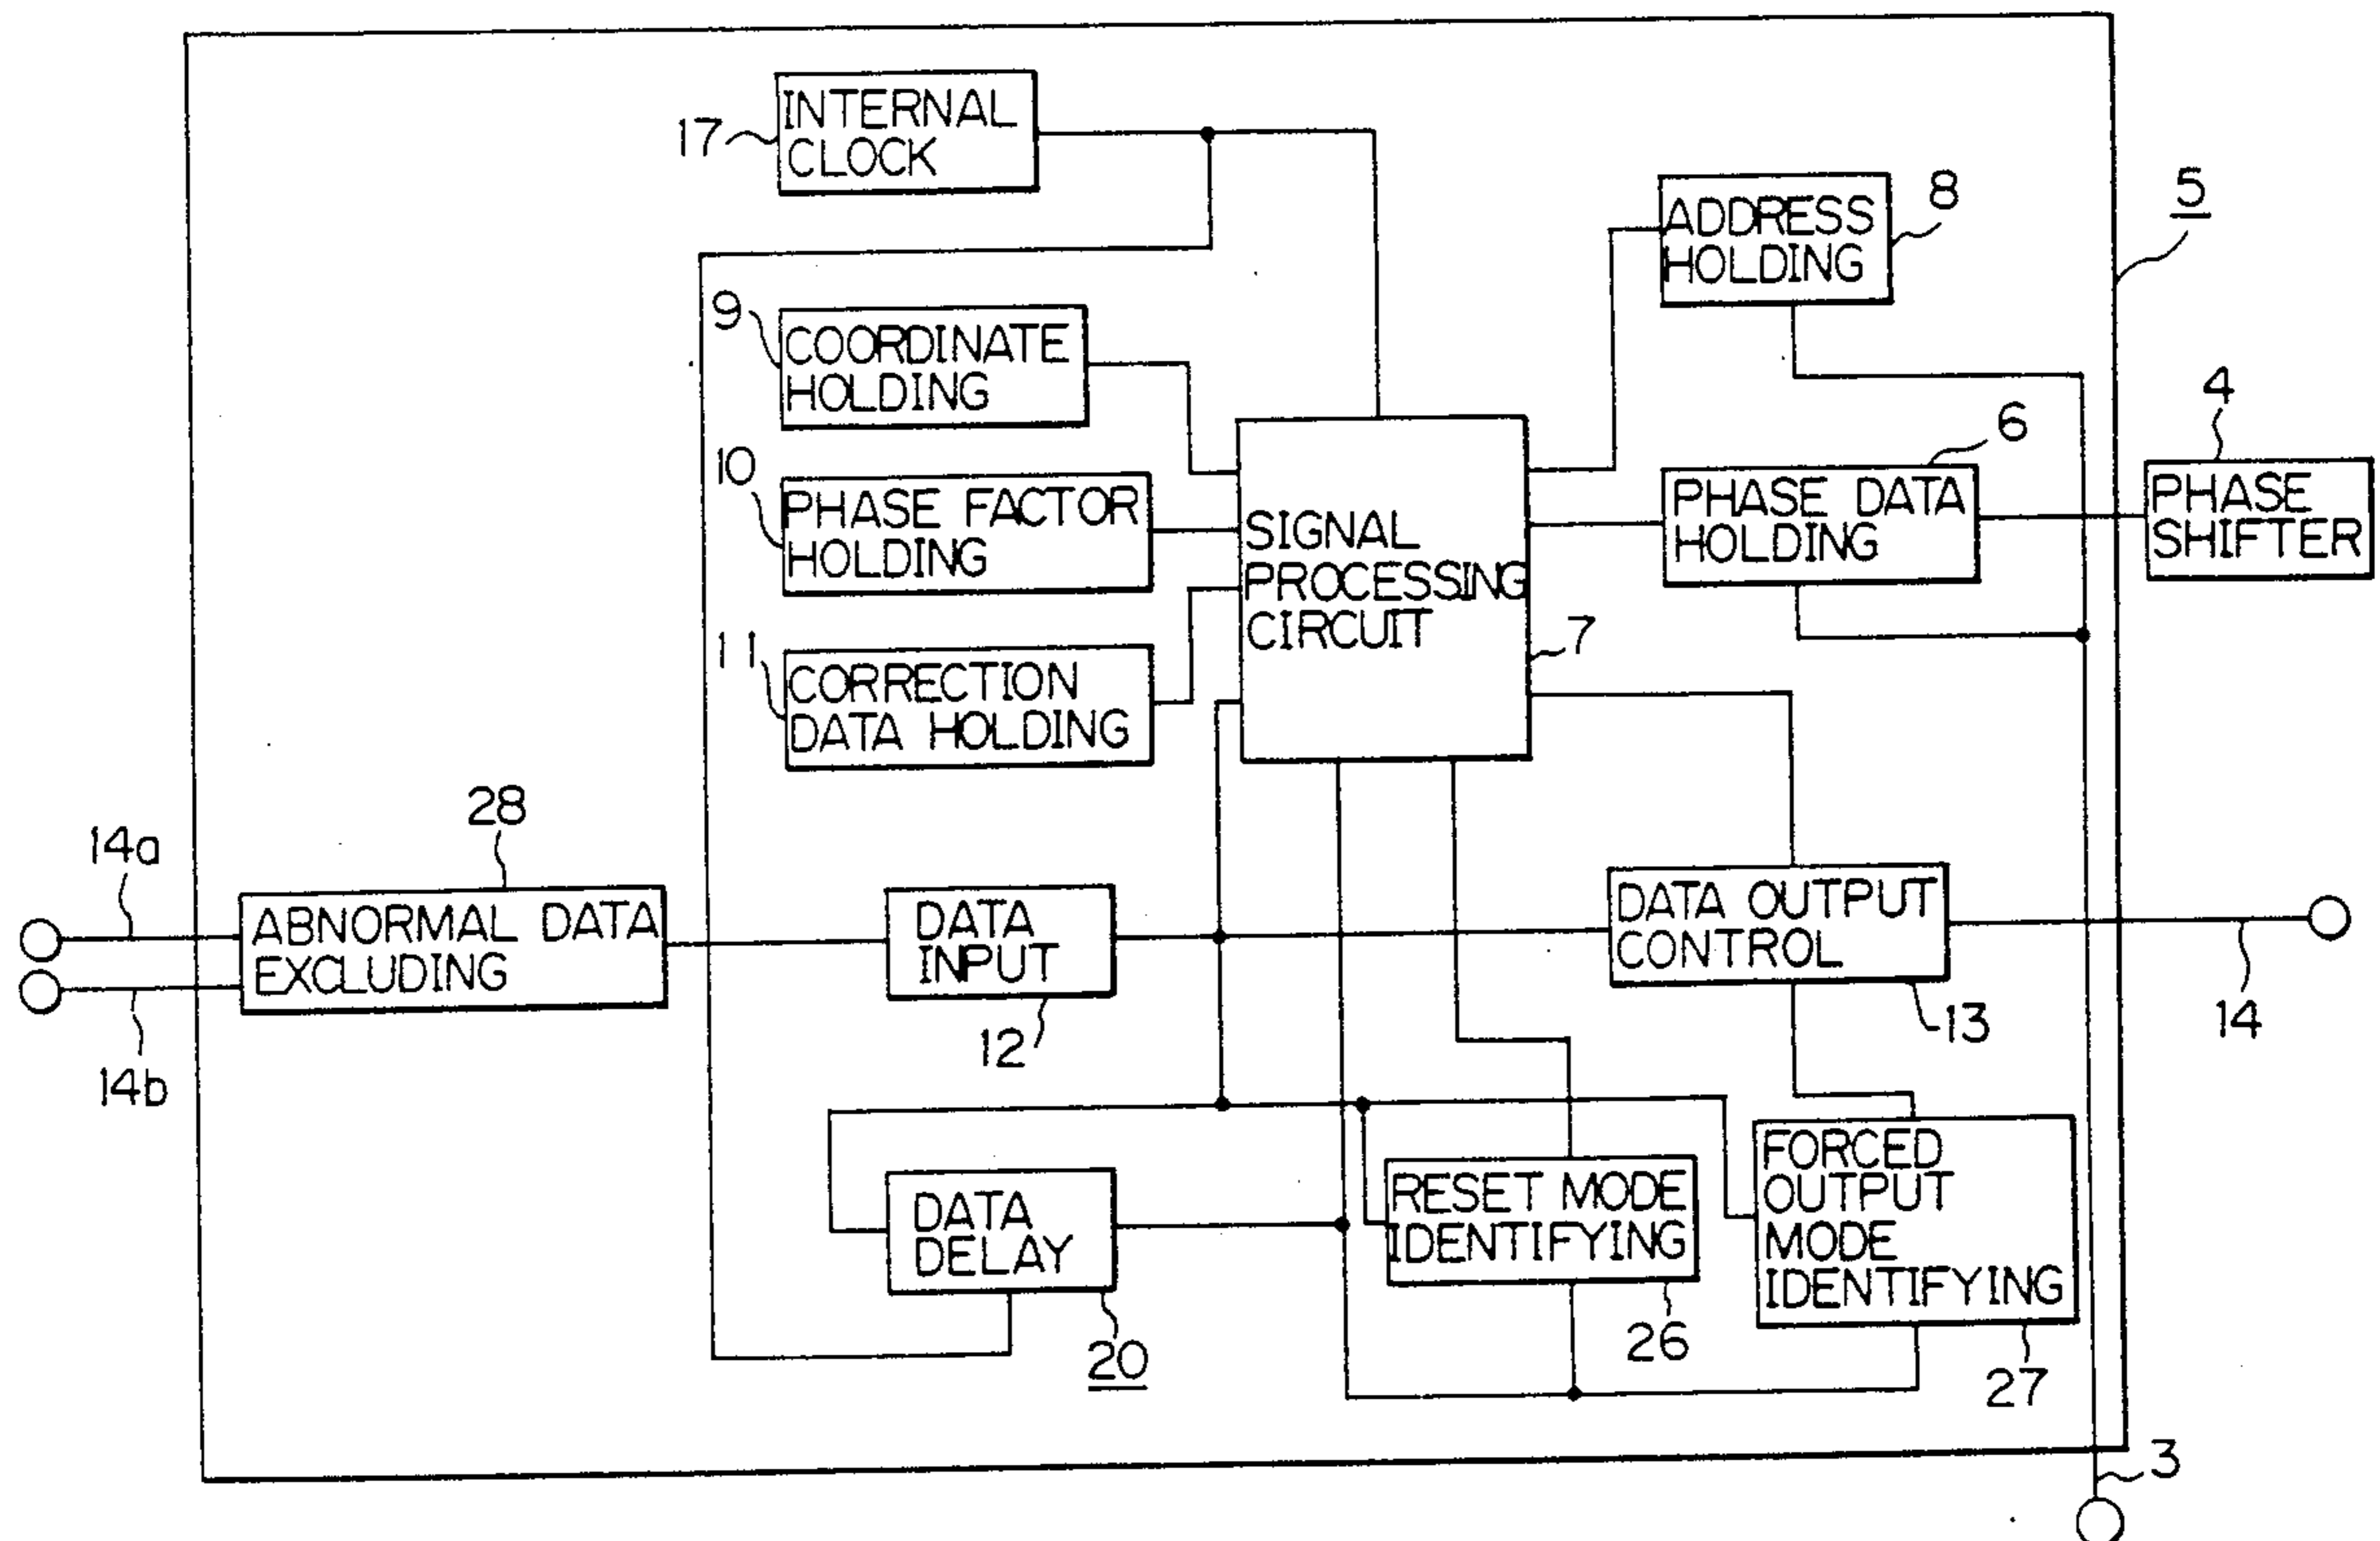 17
INTERNAL
CLOCK
ADDRESS
HOLDING
8
5
9
COORDINATE
HOLDING
4
6
10
PHASE FACTOR
HOLDING
SIGNAL
PROCESSING
CIRCUIT
PHASE DATA
HOLDING
PHASE
SHIFTER
7
11
CORRECTION
DATA HOLDING
28
14a
ABNORMAL DATA
EXCLUDING
14b
DATA
INPUT
12
DATA OUTPUT
CONTROL
13
14
DATA
DELAY
20
RESET MODE
IDENTIFYING
26
FORCED
OUTPUT
MODE
IDENTIFYING
27
3